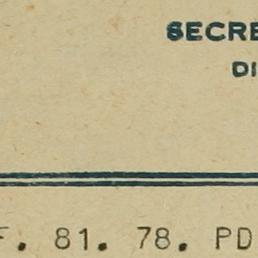 SECRE
DI
F. 81. 78. PD